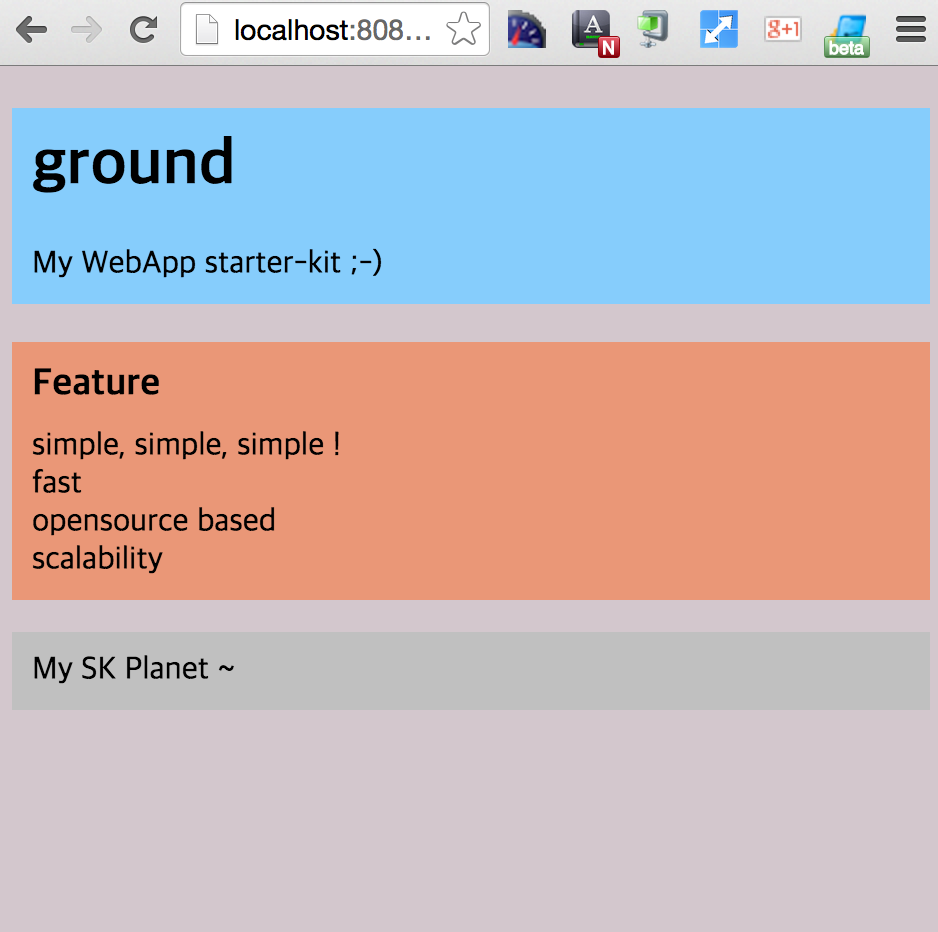 localhost:808...
A
N
g+1
beta
ground
My WebApp starter-kit ;-)
Feature
simple, simple, simple !
fast
opensource based
scalability
My SK Planet ~